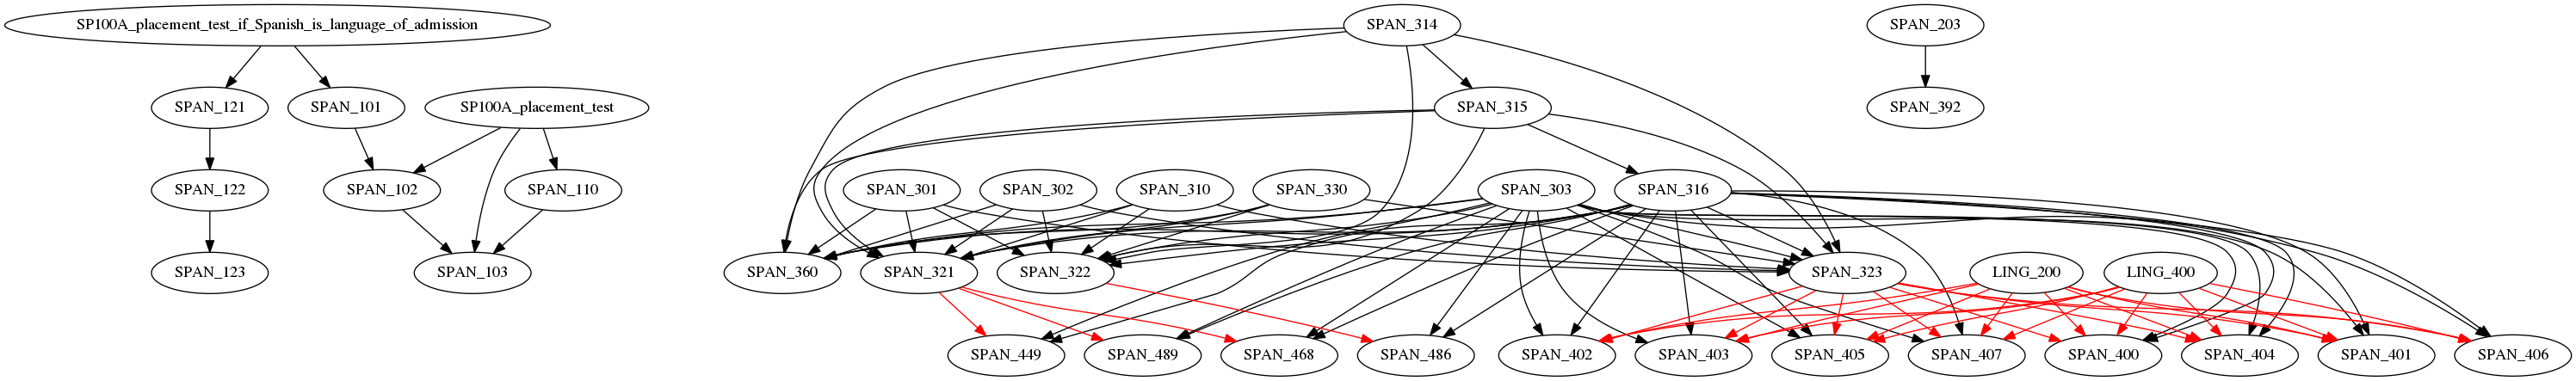 SP100A_placement_test_if_Spanish_is_language_of_admission
SPAN_314
SPAN_203
SPAN_121
SPAN_101
SP100A_placement_test
SPAN_315
SPAN_392
SPAN_122
SPAN_102
SPAN_110
SPAN_301
SPAN_302
SPAN_310
SPAN_330
SPAN_303
SPAN_316
SPAN_123
SPAN_103
SPAN_360
SPAN_321
SPAN_322
SPAN_323
LING_200
LING_400
SPAN_449
SPAN_489
SPAN_468
SPAN_486
SPAN_402
SPAN_403
SPAN_405
SPAN_407
SPAN_400
SPAN_404
SPAN_401
SPAN_406